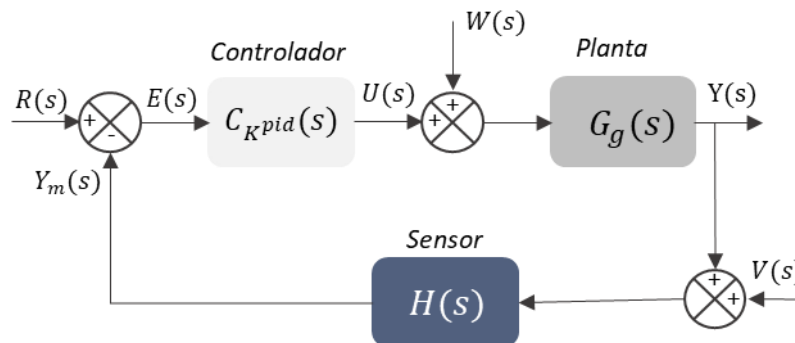 W(s)
Controlador
Planta
R(s)
E(s)
U(s)
Y(s)
+
-
+
+
C_{K^{pid}}(s)
G_g(s)
Y_m(s)
Sensor
H(s)
V(s)
+
+